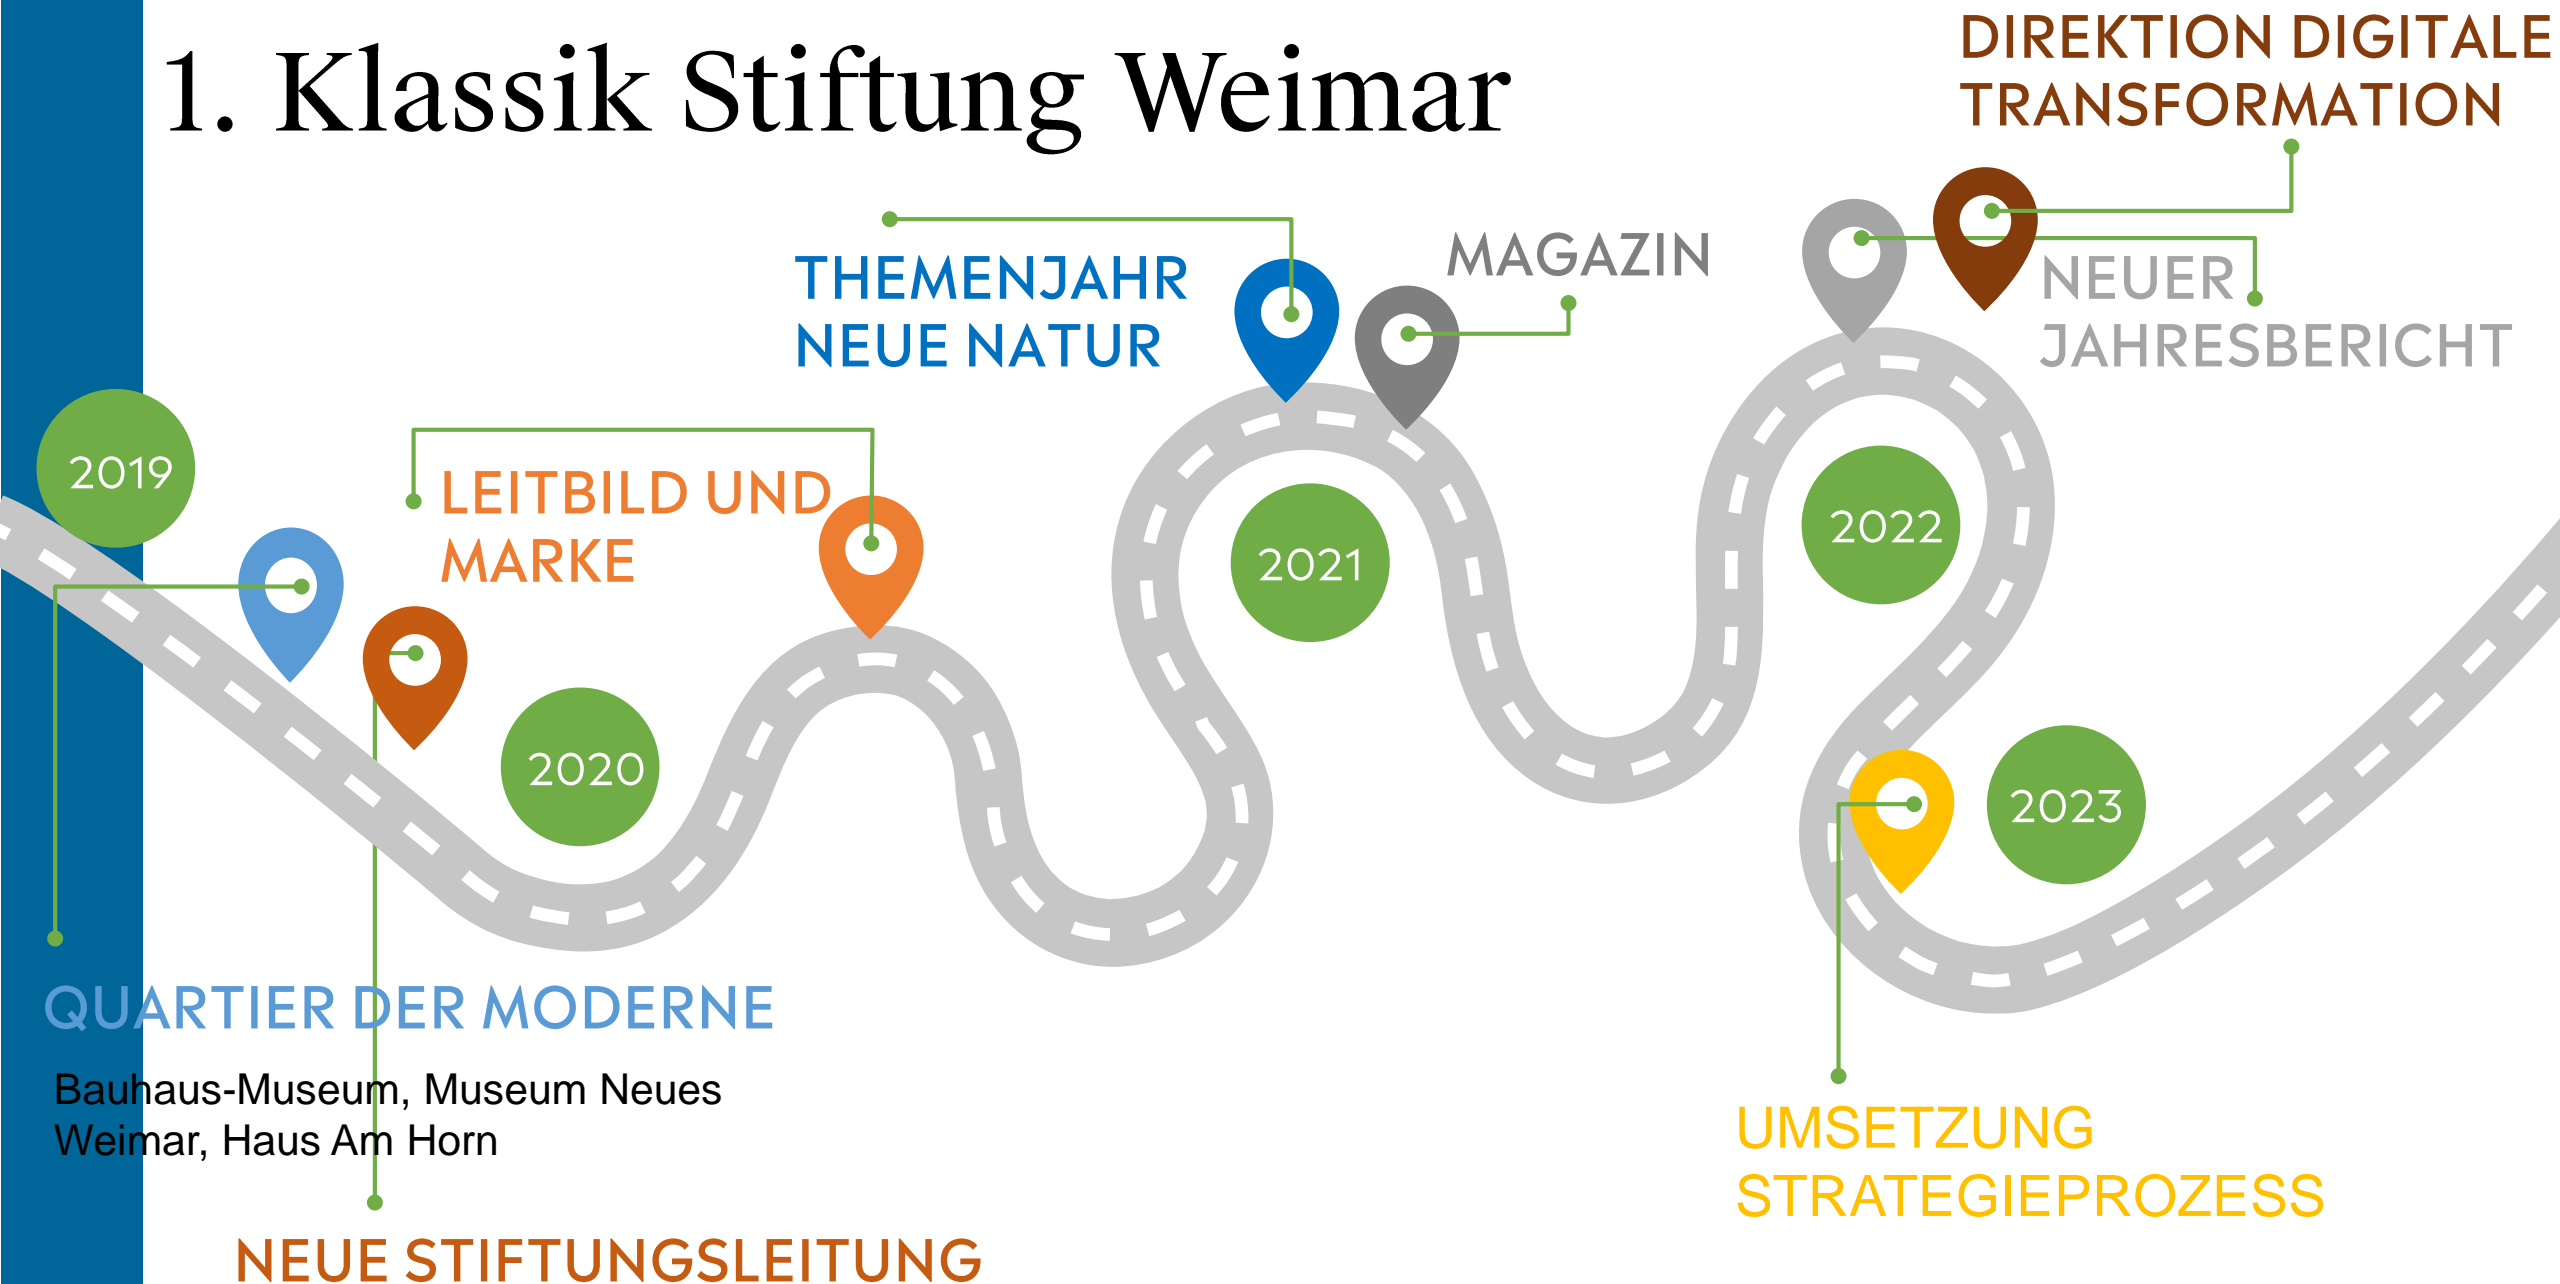 1. Klassik Stiftung Weimar
DIREKTION DIGITALE
TRANSFORMATION
THEMENJAHR
NEUE NATUR
MAGAZIN
NEUER
JAHRESBERICHT
2019
LEITBILD UND
MARKE
2021
2022
2020
2023
QUARTIER DER MODERNE
Bauhaus-Museum, Museum Neues
Weimar, Haus Am Horn
UMSETZUNG
STRATEGIEPROZESS
NEUE STIFTUNGSLEITUNG